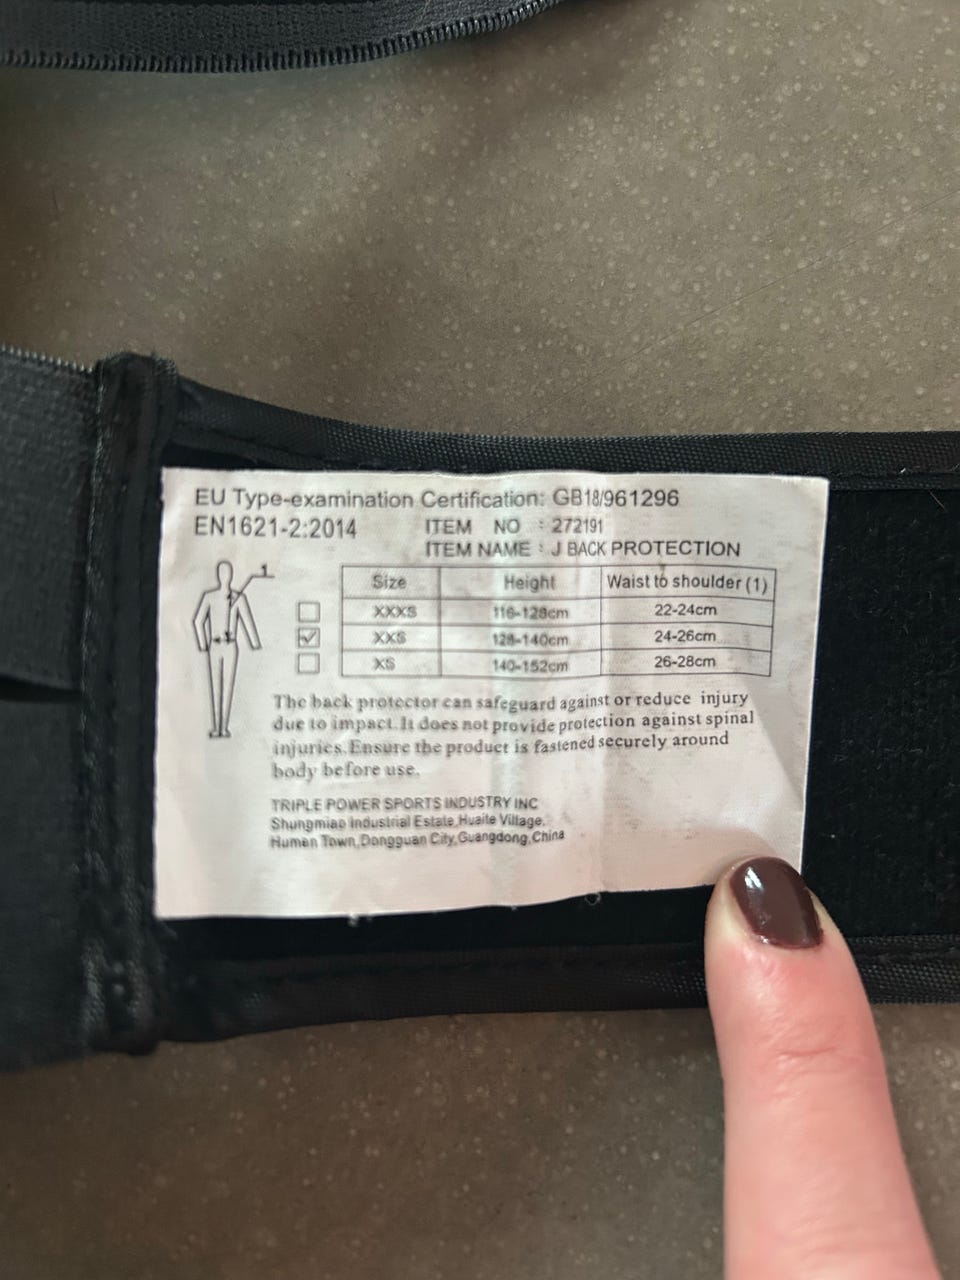 EU Type-examination Certification: GB18/961296
EN1621-2:2014 ITEM NO : 272191
ITEM NAME : J BACK PROTECTION
1
Size Height Waist to shoulder (1)
XXXS 116-128cm 22-24cm
XXS 128-140cm 24-26cm
XS 140-152cm 26-28cm
The back protector can safeguard against or reduce injury
due to impact. It does not provide protection against spinal
injuries. Ensure the product is fastened securely around
body before use.
TRIPLE POWER SPORTS INDUSTRY INC
Shungmiao Industrial Estate, Huaite Village,
Humen Town, Dongguan City, Guangdong, China